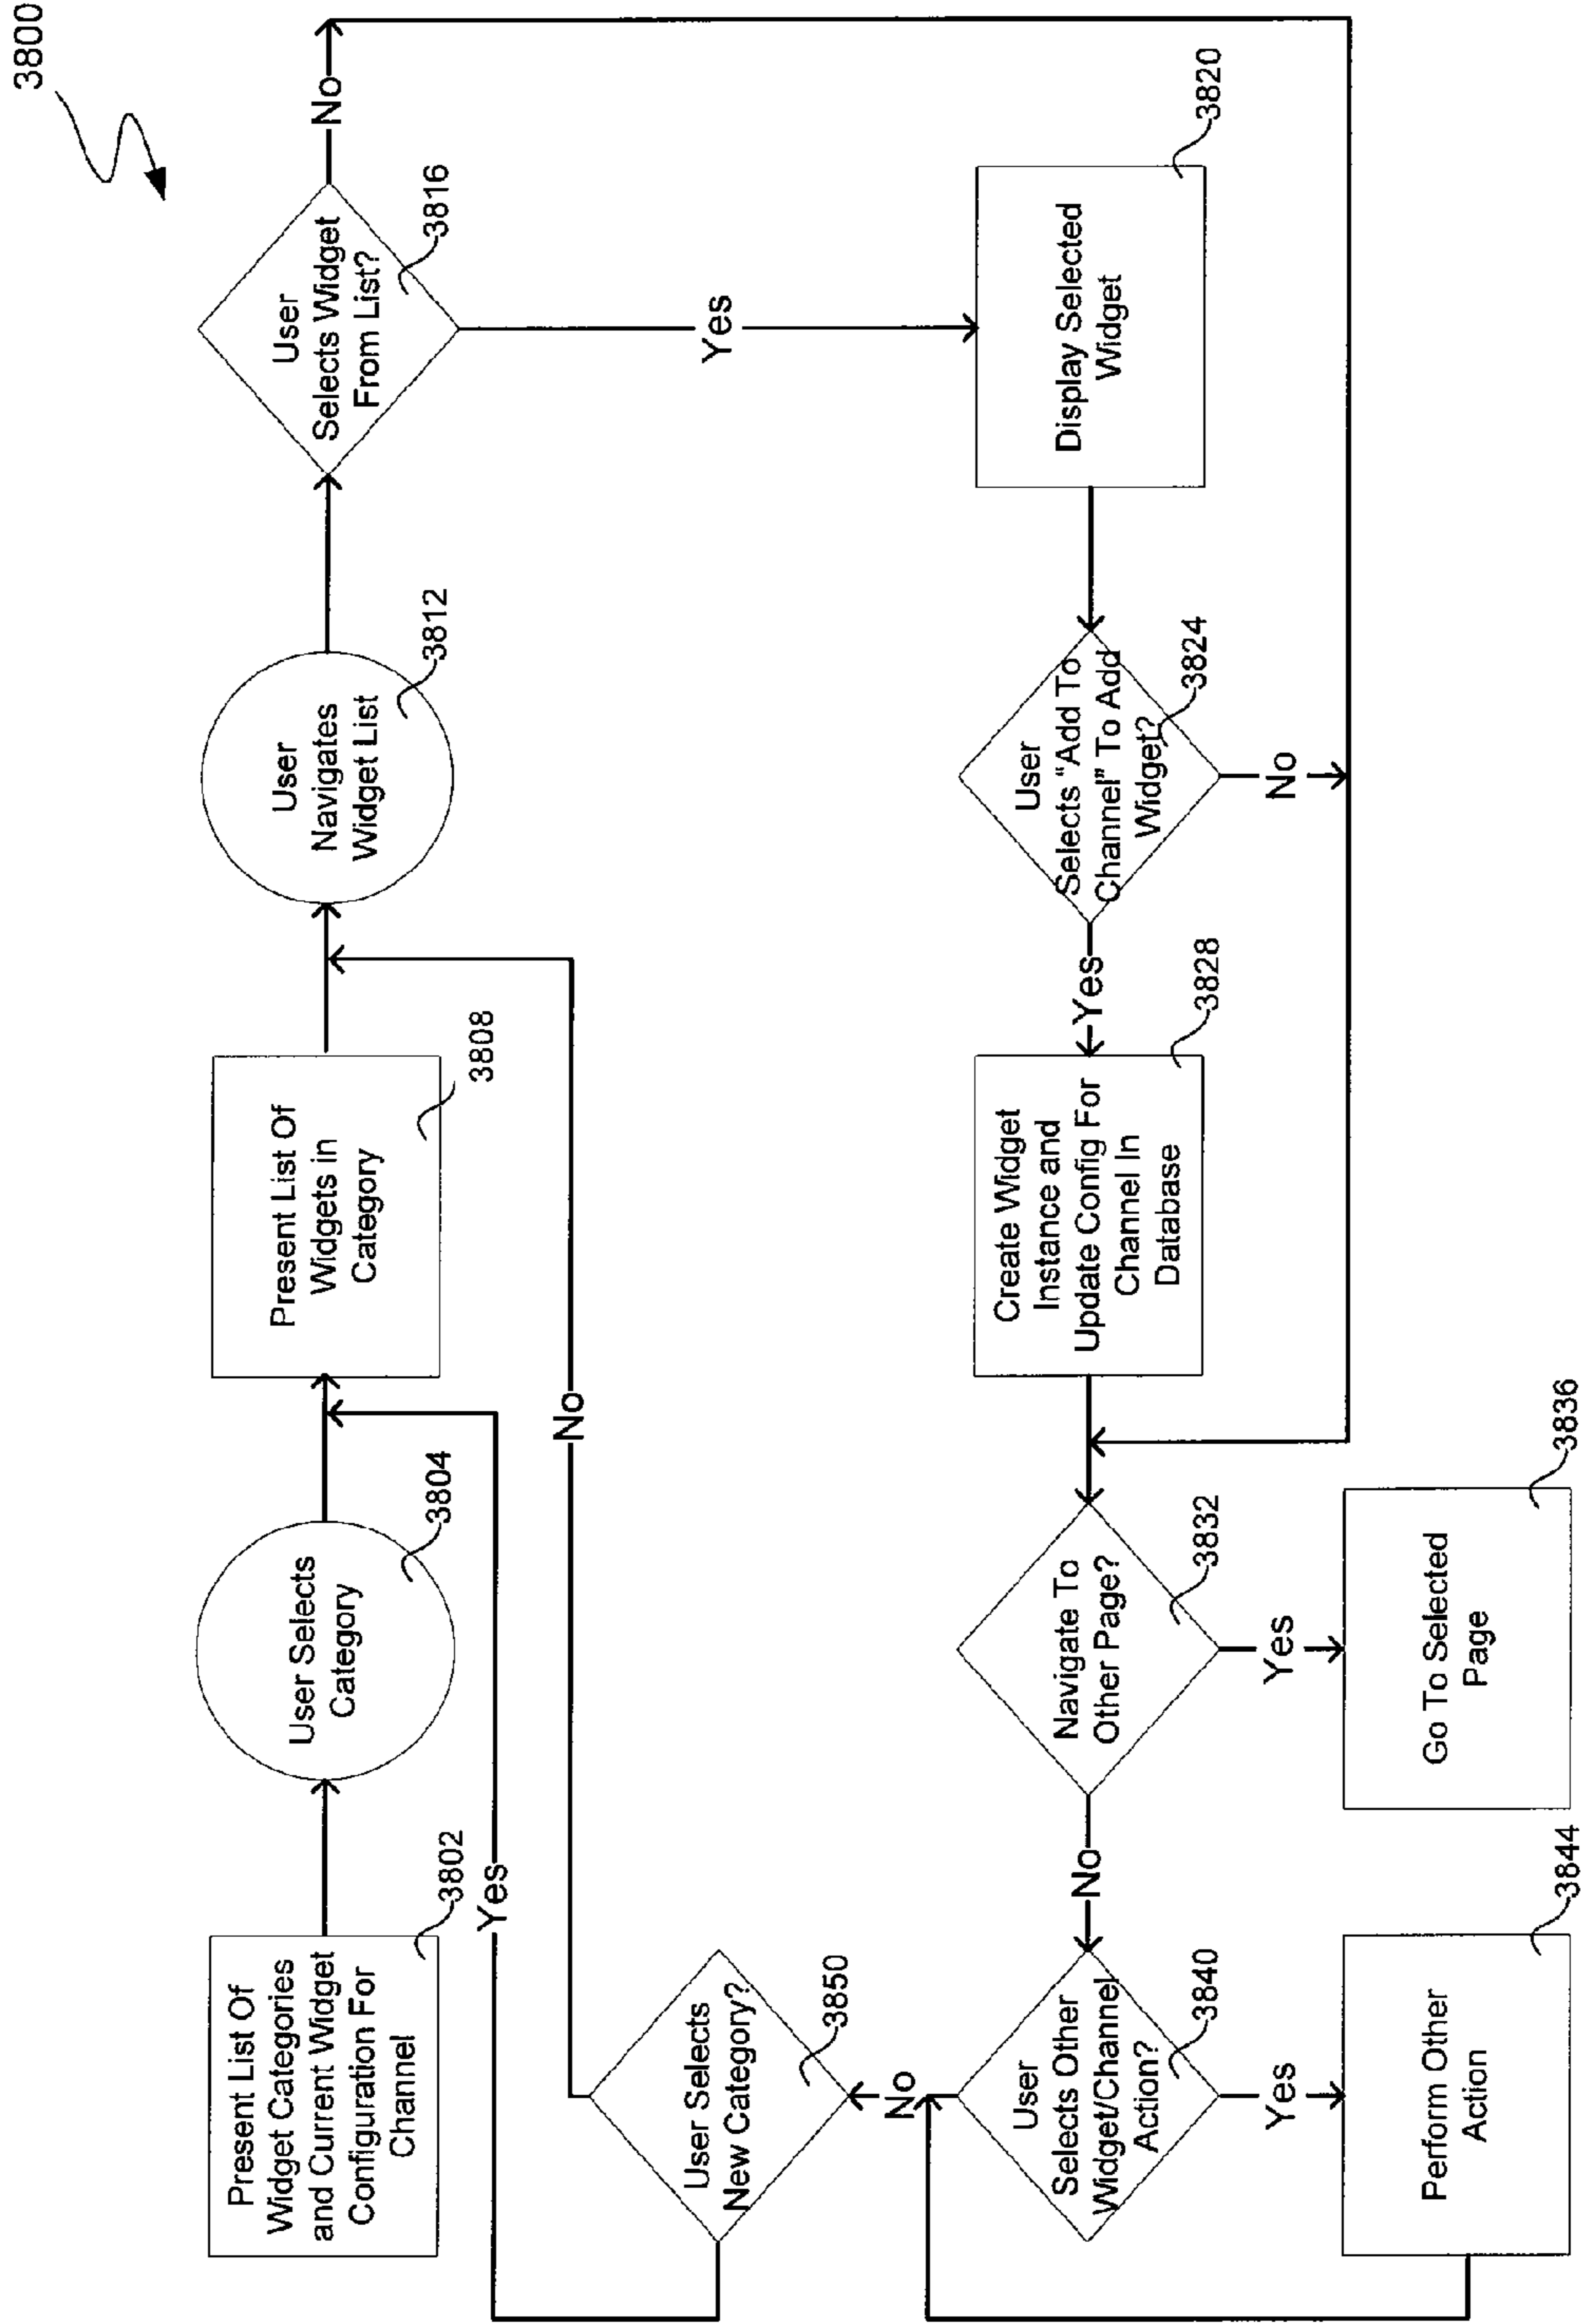 3800
Present List Of
Widget Categories
and Current Widget
Configuration For
Channel
3802
User Selects
Category
3804
Present List Of
Widgets in
Category
3808
User
Navigates
Widget List
3812
User
Selects Widget
From List?
3816
No
Yes
Display Selected
Widget
3820
User
Selects “Add To
Channel” To Add
Widget?
3824
No
Yes
Create Widget
Instance and
Update Config For
Channel In
Database
3828
Navigate To
Other Page?
3832
Yes
Go To Selected
Page
3836
No
User
Selects Other
Widget/Channel
Action?
3840
Yes
Perform Other
Action
3844
No
User Selects
New Category?
3850
Yes
No